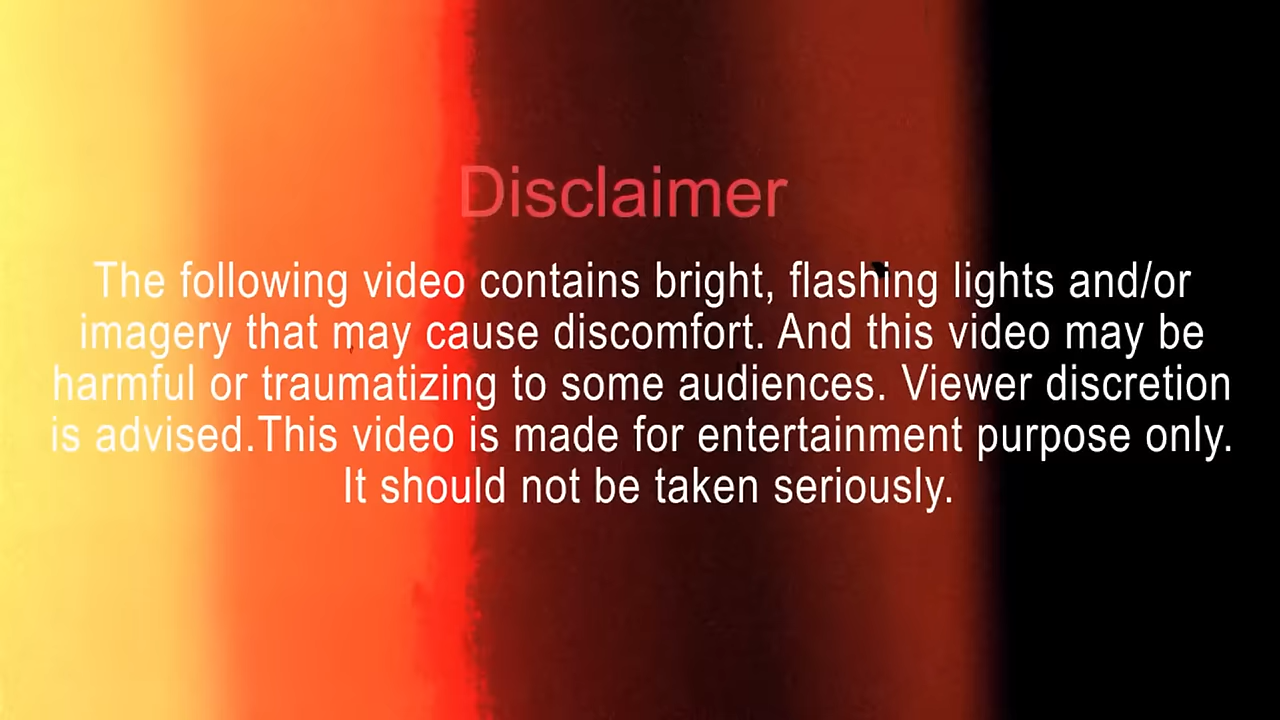 Disclaimer
The following video contains bright, flashing lights and/or
imagery that may cause discomfort. And this video may be
harmful or traumatizing to some audiences. Viewer discretion
is advised.This video is made for entertainment purpose only.
It should not be taken seriously.